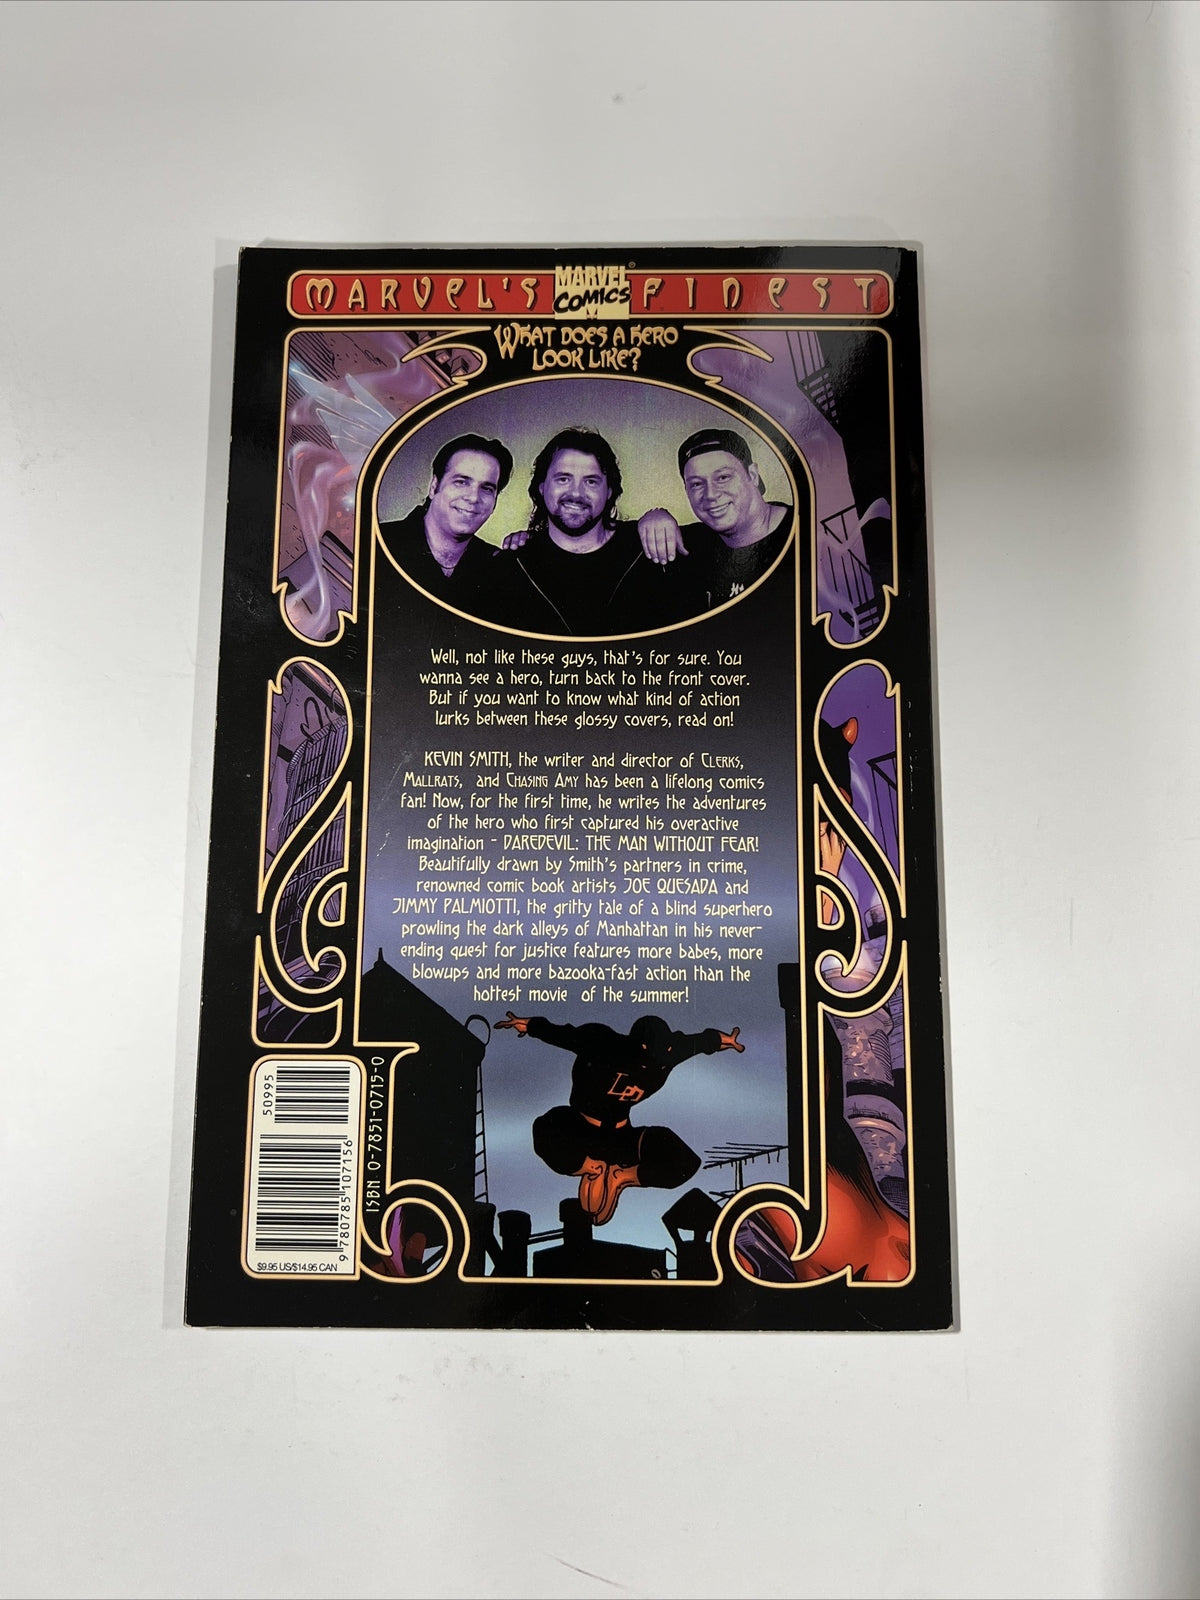 MARVEL'S MARVEL COMICS FINEST
WHAT DOES A HERO
LOOK LIKE?
Well, not like these guys, that's for sure. You
wanna see a hero, turn back to the front cover.
But if you want to know what kind of action
lurks between these glossy covers, read on!
KEVIN SMITH, the writer and director of CLERKS,
MALLRATS, and CHASING AMY has been a lifelong comics
fan! Now, for the first time, he writes the adventures
of the hero who first captured his overactive
imagination - DAREDEVIL: THE MAN WITHOUT FEAR!
Beautifully drawn by Smith's partners in crime,
renowned comic book artists JOE QUESADA and
JIMMY PALMIOTTI, the gritty tale of a blind superhero
prowling the dark alleys of Manhattan in his never-
ending quest for justice features more babes, more
blowups and more bazooka-fast action than the
hottest movie of the summer!
50995
9 780785 107156
ISBN 0-7851-0715-0
$9.95 US/$14.95 CAN